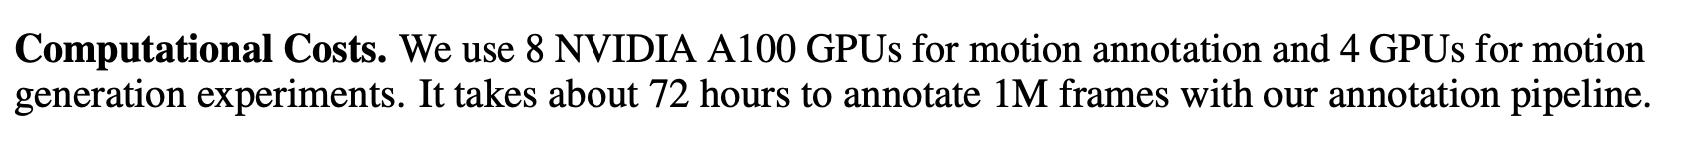 Computational Costs. We use 8 NVIDIA A100 GPUs for motion annotation and 4 GPUs for motion
generation experiments. It takes about 72 hours to annotate 1M frames with our annotation pipeline.